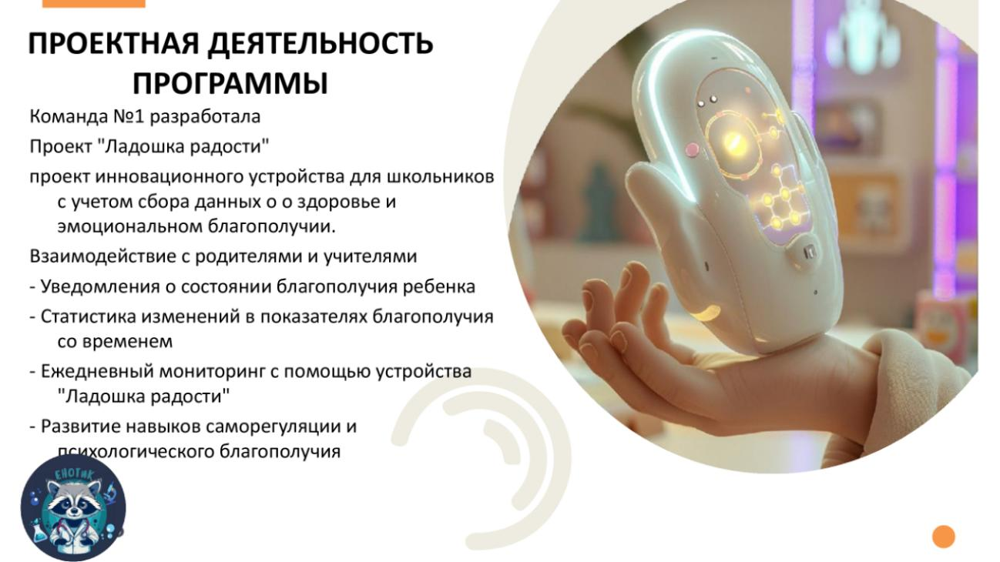 ПРОЕКТНАЯ ДЕЯТЕЛЬНОСТЬ
ПРОГРАММЫ
Команда №1 разработала
Проект "Ладошка радости"
проект инновационного устройства для школьников
с учетом сбора данных о о здоровье и
эмоциональном благополучии.
Взаимодействие с родителями и учителями
- Уведомления о состоянии благополучия ребенка
- Статистика изменений в показателях благополучия
со временем
- Ежедневный мониторинг с помощью устройства
"Ладошка радости"
- Развитие навыков саморегуляции и
психологического благополучия
ЕНОТИК